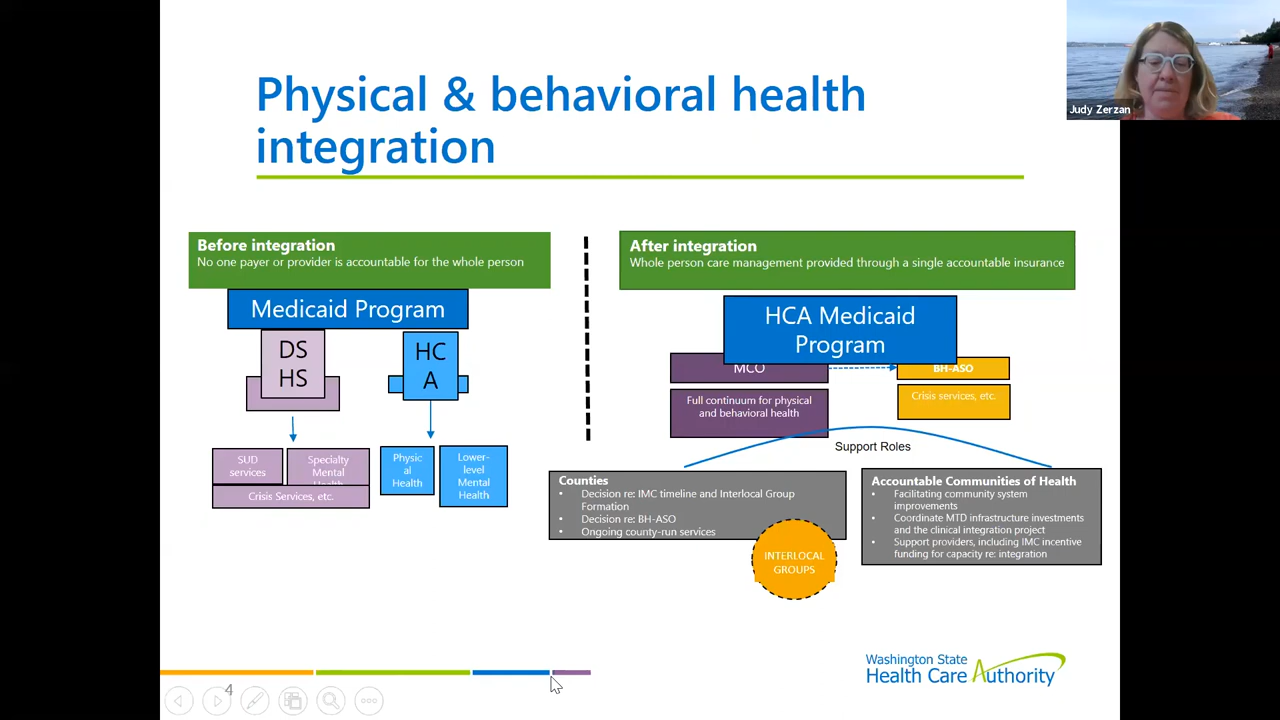 Physical & behavioral health
integration
Judy Zerzan
Before integration
No one payer or provider is accountable for the whole person
Medicaid Program
DS
HS
HC
A
SUD
services
Specialty
Mental
Health
Crisis Services, etc.
Physic
al
Health
Lower-
level
Mental
Health
After integration
Whole person care management provided through a single accountable insurance
HCA Medicaid
Program
MCO
BH-ASO
Full continuum for physical
and behavioral health
Crisis services, etc.
Support Roles
Counties
• Decision re: IMC timeline and Interlocal Group
Formation
• Decision re: BH-ASO
• Ongoing county-run services
INTERLOCAL
GROUPS
Accountable Communities of Health
• Facilitating community system
improvements
• Coordinate MTD infrastructure investments
and the clinical integration project
• Support providers, including IMC incentive
funding for capacity re: integration
4
Washington State
Health Care Authority